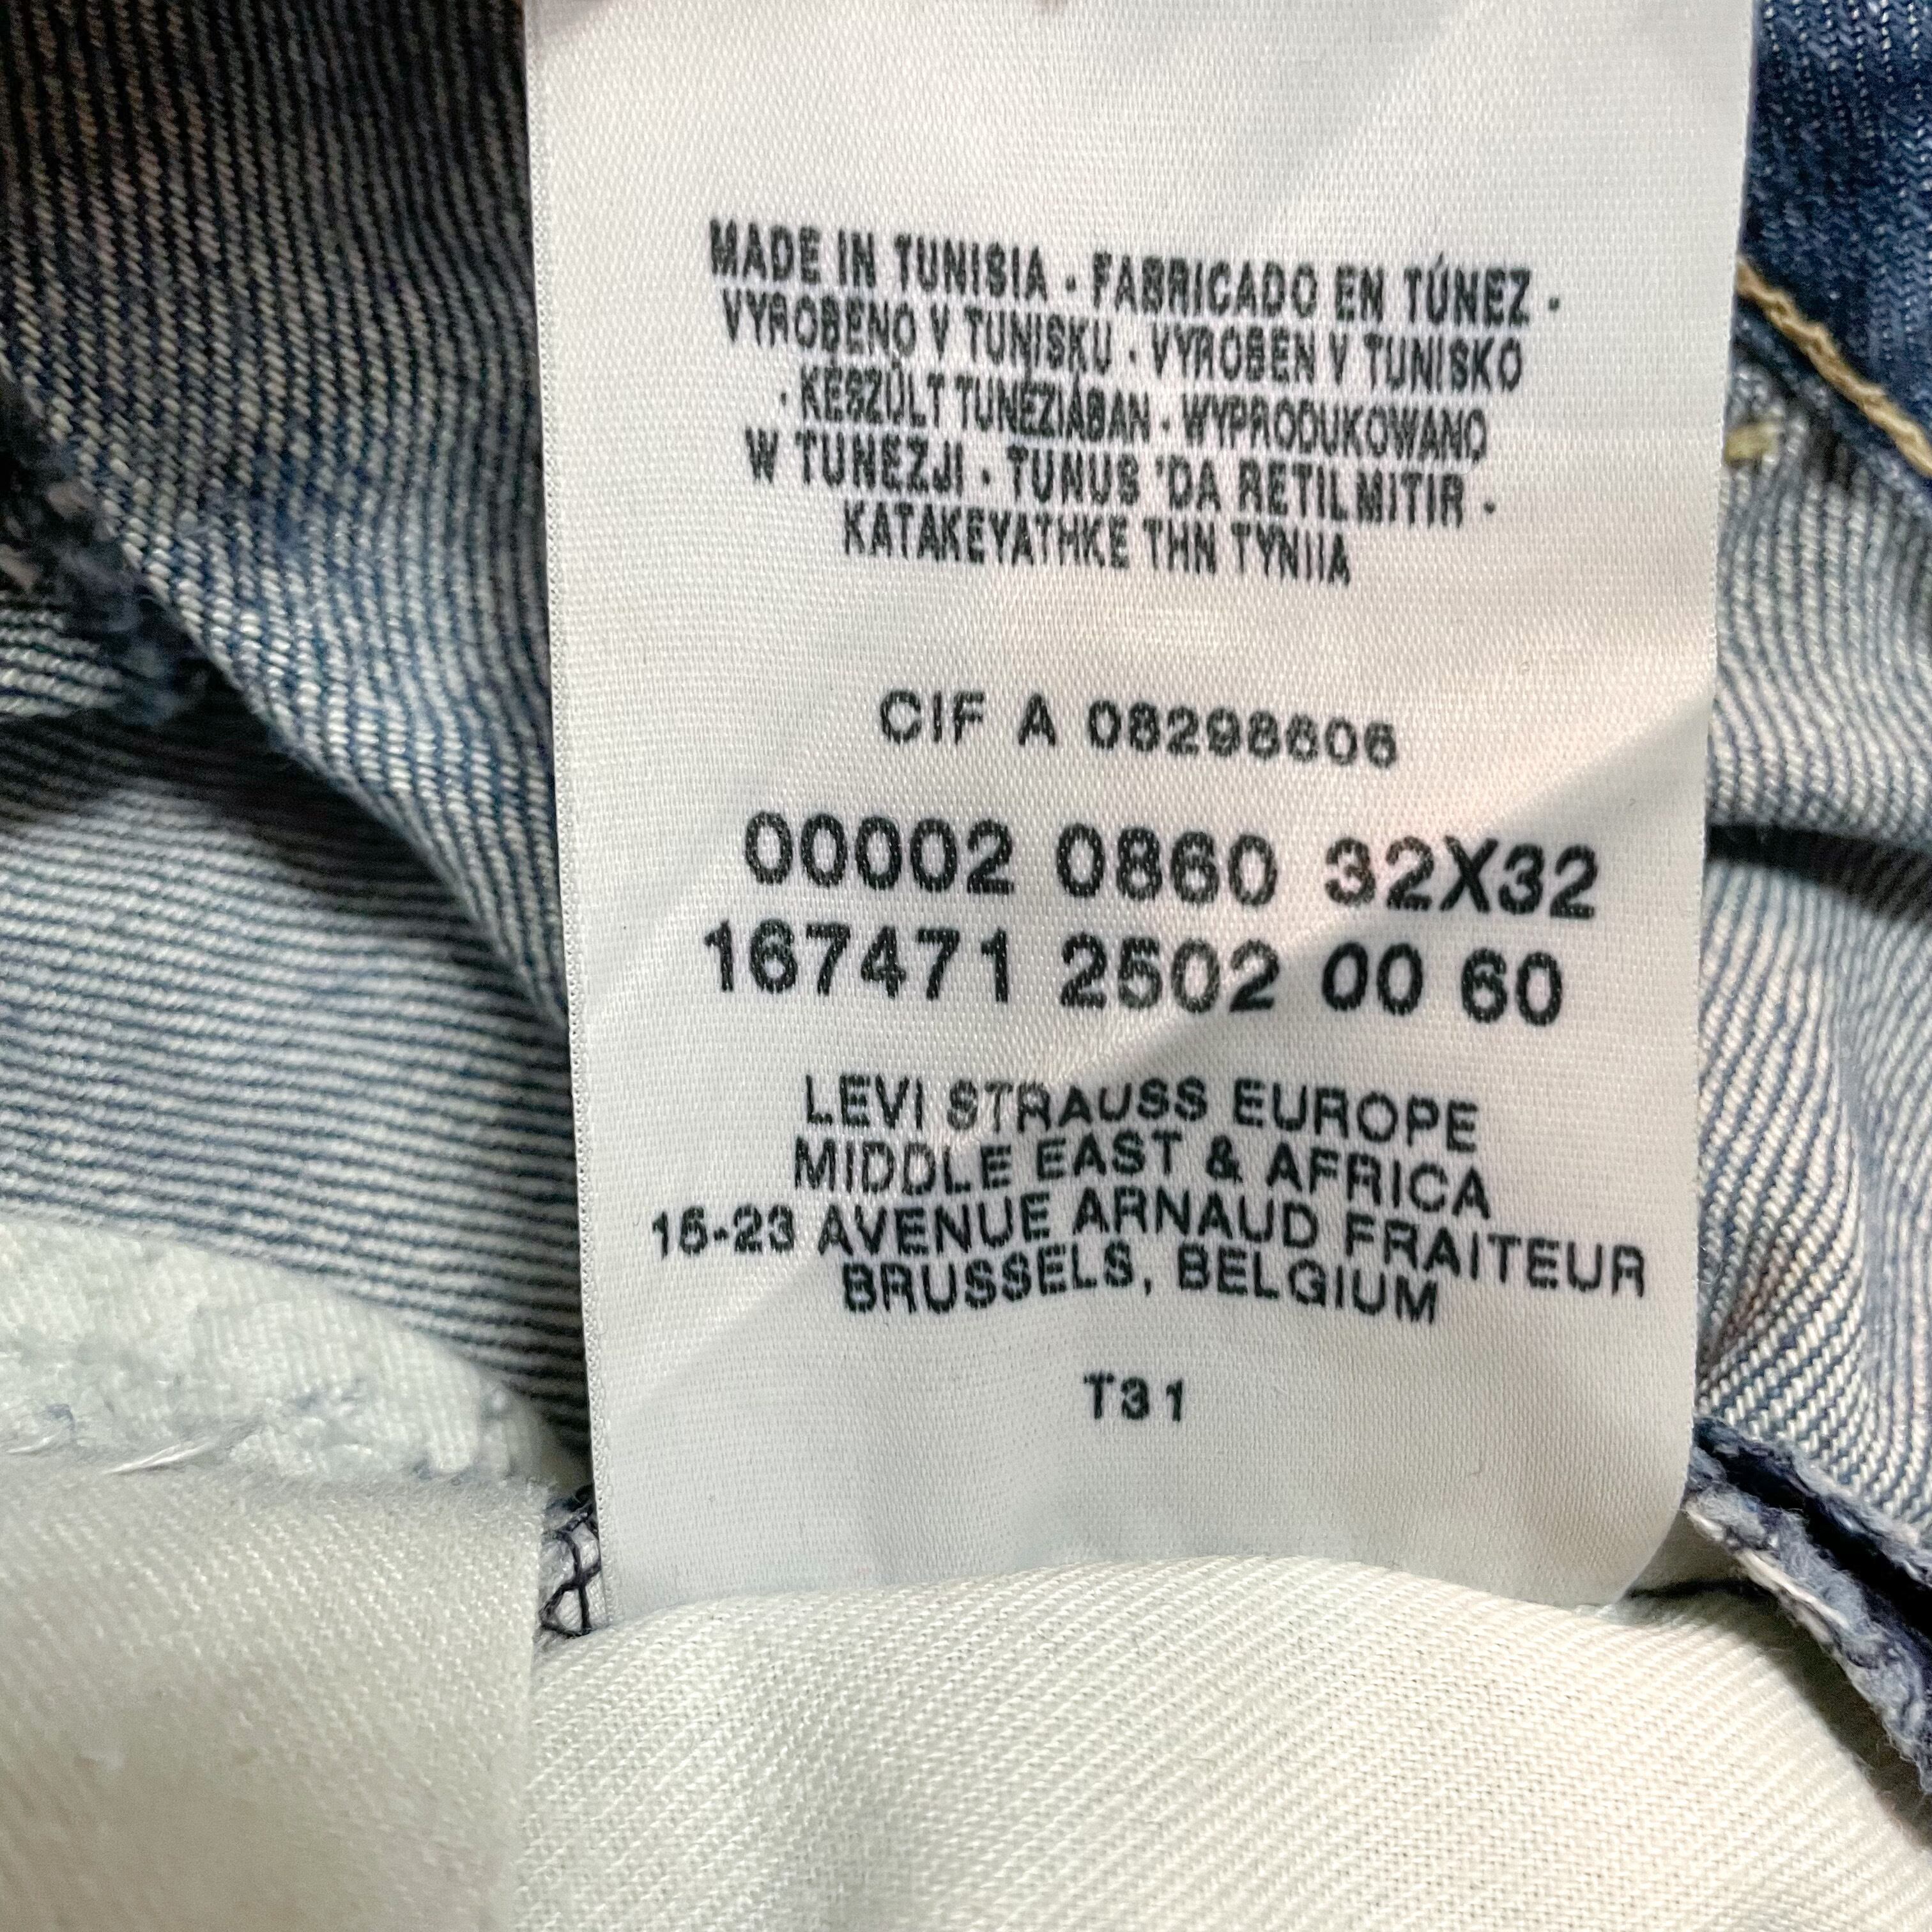 MADE IN TUNISIA · FABRICADO EN TÚNEZ ·
VYROBENO V TUNISKU · VYROBEN V TUNISKO
· KESZÜLT TUNÉZIÁBAN · WYPRODUKOWANO
W TUNEZJI · TUNUS 'DA RETILMITIR ·
KATAKEYATHKE THN TYNIIA
CIF A 08298606
00002 0860 32X32
167471 2502 00 60
LEVI STRAUSS EUROPE
MIDDLE EAST & AFRICA
15-23 AVENUE ARNAUD FRAITEUR
BRUSSELS, BELGIUM
T31